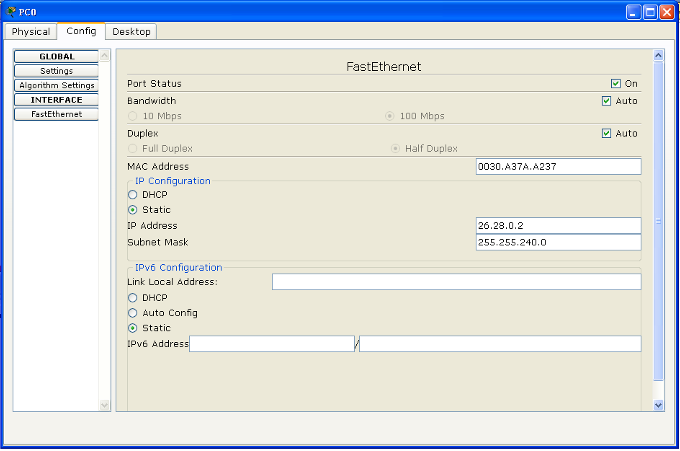 PC0
Physical Config Desktop
GLOBAL
Settings
Algorithm Settings
INTERFACE
FastEthernet
FastEthernet
Port Status On
Bandwidth Auto
10 Mbps 100 Mbps
Duplex Auto
Full Duplex Half Duplex
MAC Address 0030.A37A.A237
IP Configuration
DHCP
Static
IP Address 26.28.0.2
Subnet Mask 255.255.240.0
IPv6 Configuration
Link Local Address:
DHCP
Auto Config
Static
IPv6 Address /